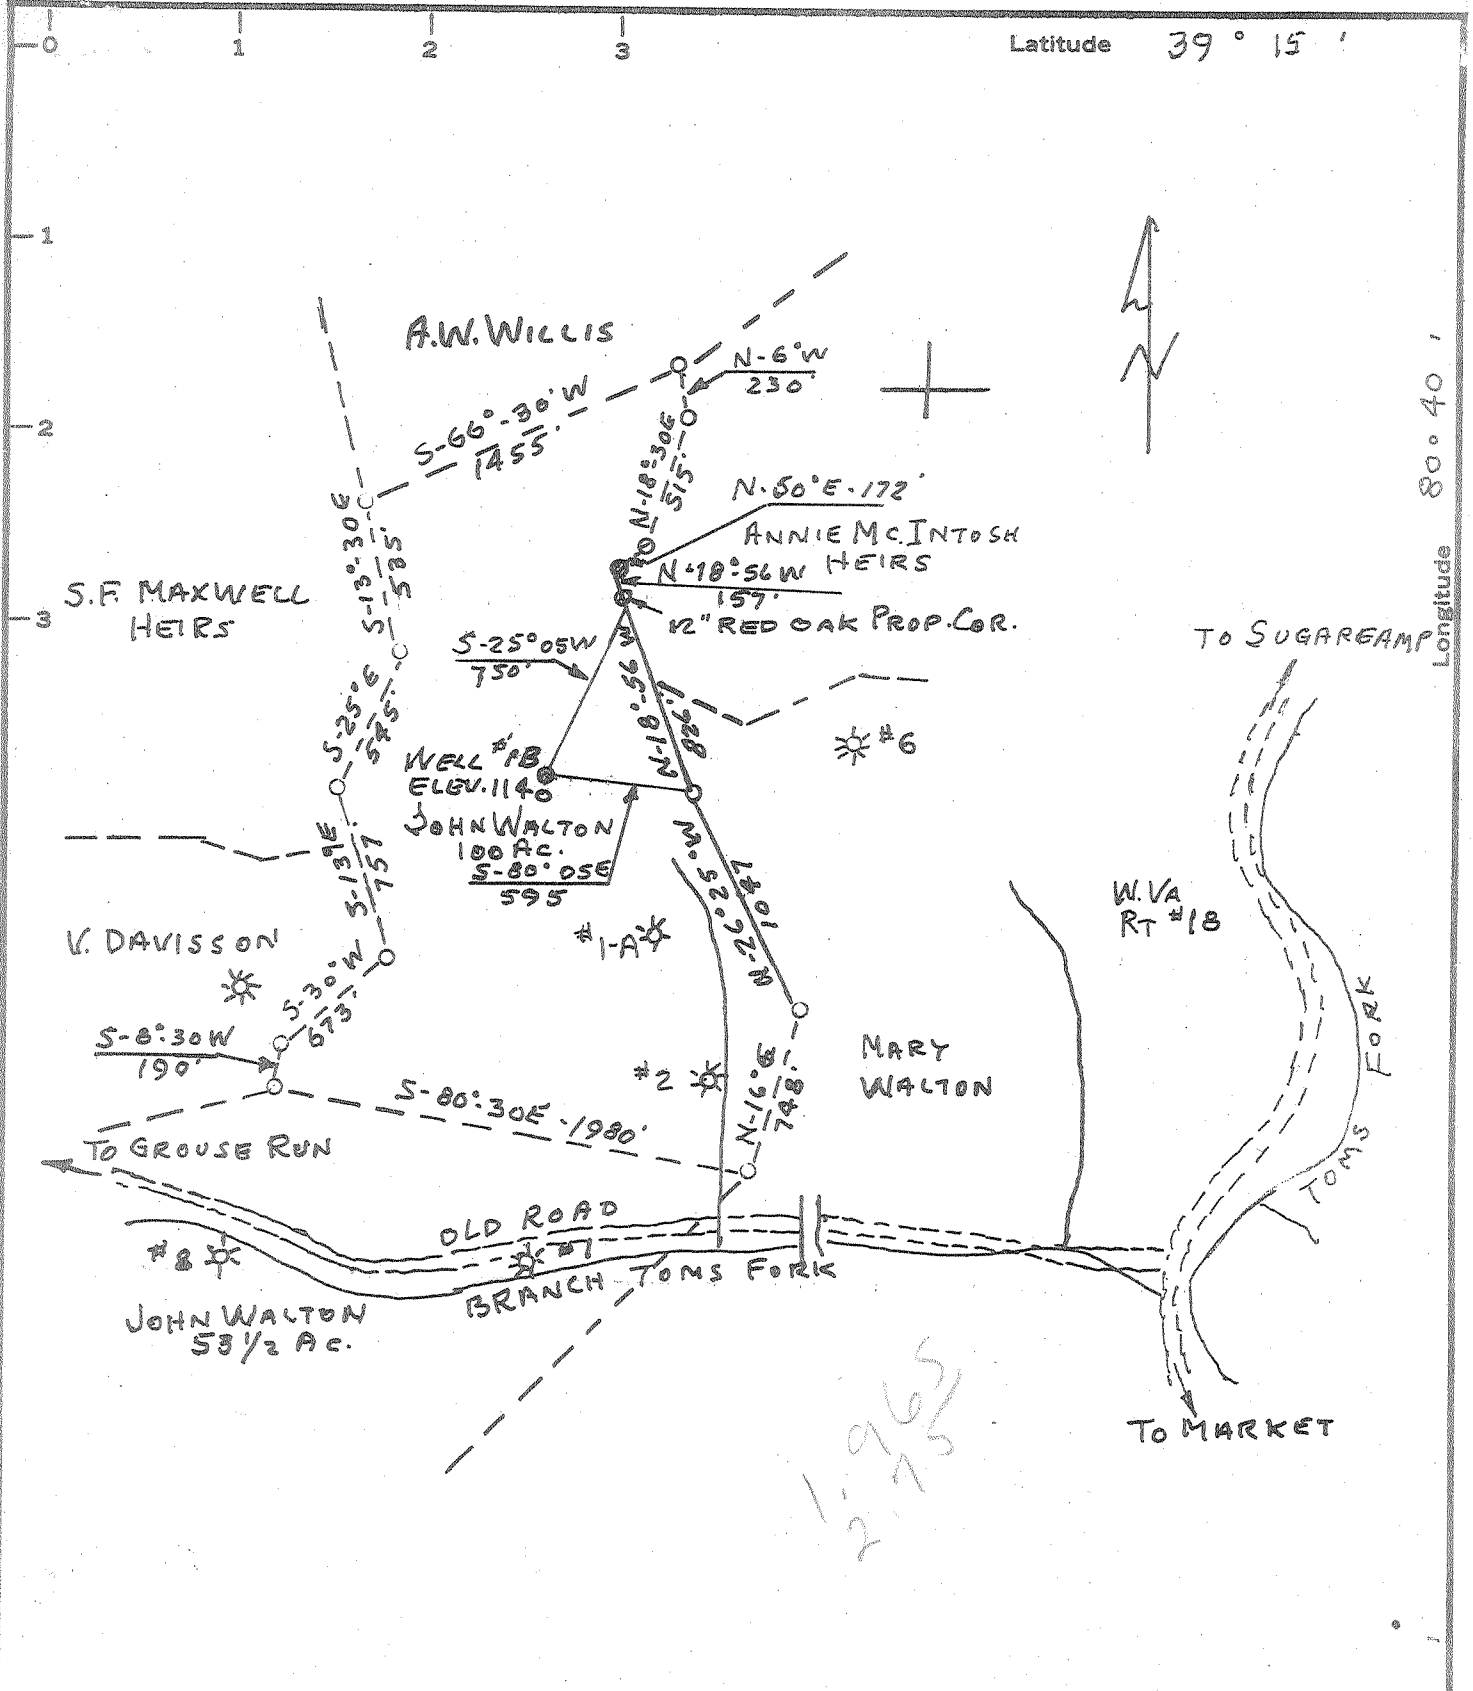 0
1
2
3
Latitude 39° 15'
1
2
3
Longitude 80° 40'
A.W. WILLIS
N-6°W
230'
S-66°-30'W
1455'
N-18°-30E
515'
N-50°E-172'
ANNIE MC.INTOSH
HEIRS
N-18°-56W
157'
12" RED OAK PROP. COR.
S-13°-30E
535'
S.F. MAXWELL
HEIRS
S-25°05W
750'
TO SUGARCAMP
S-25°E
545'
N-18°-56W
826'
#6
WELL #1B
ELEV. 1140
JOHN WALTON
100 AC.
S-80°05E
595
S-13°E
757'
N-26°25'W
1047
W.VA
RT #18
V. DAVISSON
#1-A
S-30°W
673'
S-8°-30W
190'
#2
MARY
WALTON
N-16°E
748'
S-80°-30E-1980'
TOMS FORK
TO GROUSE RUN
OLD ROAD
#8
#7
BRANCH TOMS FORK
JOHN WALTON
53 1/2 AC.
1.965
2.75
TO MARKET
N